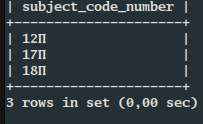 | subject_code_number |
+---------------------+
| 12П |
| 17П |
| 18П |
+---------------------+
3 rows in set (0,00 sec)